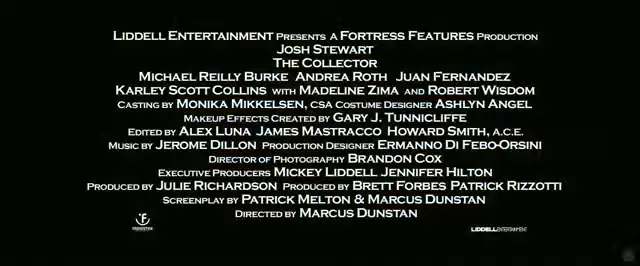 LIDDELL ENTERTAINMENT PRESENTS A FORTRESS FEATURES PRODUCTION
JOSH STEWART
THE COLLECTOR
MICHAEL REILLY BURKE ANDREA ROTH JUAN FERNANDEZ
KARLEY SCOTT COLLINS WITH MADELINE ZIMA AND ROBERT WISDOM
CASTING BY MONIKA MIKKELSEN, CSA COSTUME DESIGNER ASHLYN ANGEL
MAKEUP EFFECTS CREATED BY GARY J. TUNNICLIFFE
EDITED BY ALEX LUNA JAMES MASTRACCO HOWARD SMITH, A.C.E.
MUSIC BY JEROME DILLON PRODUCTION DESIGNER ERMANNO DI FEBO-ORSINI
DIRECTOR OF PHOTOGRAPHY BRANDON COX
EXECUTIVE PRODUCERS MICKEY LIDDELL JENNIFER HILTON
PRODUCED BY JULIE RICHARDSON PRODUCED BY BRETT FORBES PATRICK RIZZOTTI
SCREENPLAY BY PATRICK MELTON & MARCUS DUNSTAN
DIRECTED BY MARCUS DUNSTAN
LIDDELL ENTERTAINMENT